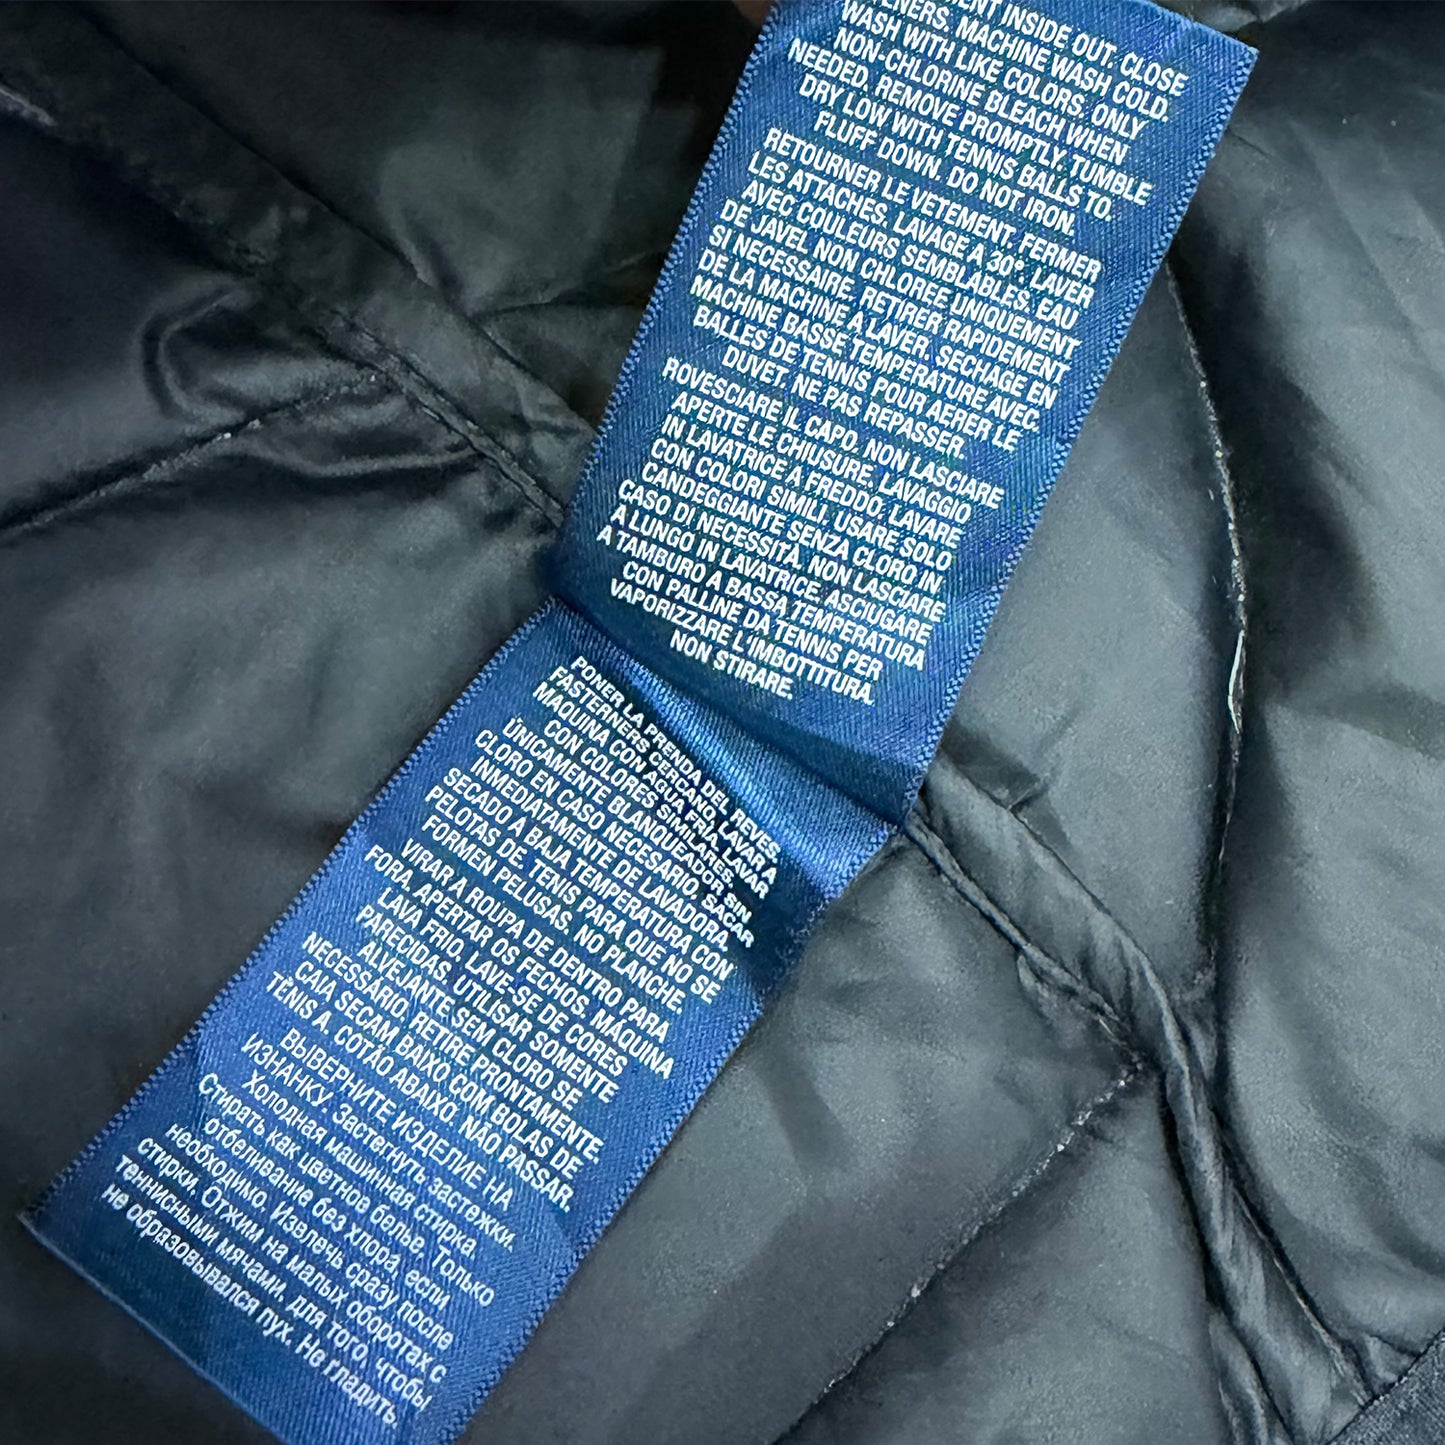 INSIDE OUT. CLOSE
MACHINE WASH COLD.
WASH WITH LIKE COLORS, ONLY
NON-CHLORINE BLEACH WHEN
NEEDED, REMOVE PROMPTLY. TUMBLE
DRY LOW WITH TENNIS BALLS TO.
FLUFF DOWN. DO NOT IRON.
RETOURNER LE VETEMENT. FERMER
LES ATTACHES, LAVAGE A 30°. LAVER
AVEC COULEURS SEMBLABLES. EAU
DE JAVEL NON CHLOREE UNIQUEMENT
SI NECESSAIRE. RETIRER RAPIDEMENT
DE LA MACHINE A LAVER. SECHAGE EN
MACHINE BASSE TEMPERATURE AVEC.
BALLES DE TENNIS POUR AERER LE
DUVET. NE PAS REPASSER.
ROVESCIARE IL CAPO, NON LASCIARE
APERTE LE CHIUSURE, LAVAGGIO
IN LAVATRICE A FREDDO, LAVARE
CON COLORI SIMILI, USARE SOLO
CANDEGGIANTE SENZA CLORO IN
CASO DI NECESSITÀ, NON LASCIARE
A LUNGO IN LAVATRICE, ASCIUGARE
A TAMBURO A BASSA TEMPERATURA
CON PALLINE DA TENNIS PER
VAPORIZZARE L'IMBOTTITURA.
NON STIRARE.
PONER LA PRENDA DEL REVES
FASTERNERS CERCANO, LAVAR A
MAQUINA CON AGUA FRIA, LAVAR
CON COLORES SIMILARES,
ÚNICAMENTE BLANQUEADOR SIN
CLORO EN CASO NECESARIO, SACAR
INMEDIATAMENTE DE LAVADORA,
SECADO A BAJA TEMPERATURA CON
PELOTAS DE TENIS PARA QUE NO SE
FORMEN PELUSAS, NO PLANCHE.
VIRAR A ROUPA DE DENTRO PARA
FORA, APERTAR OS FECHOS, MÁQUINA
LAVA FRIO, LAVE-SE DE CORES
PARECIDAS, UTILISAR SOMENTE
ALVEJANTE SEM CLORO SE
NECESSÁRIO, RETIRE PRONTAMENTE.
CAIA SECAM BAIXO COM BOLAS DE
TÊNIS A. COTÃO ABAIXO, NÃO PASSAR.
ВЫВЕРНИТЕ ИЗДЕЛИЕ НА
ИЗНАНКУ. Застегнуть застежки.
Холодная машинная стирка.
Стирать как цветное белье. Только
отбеливание без хлора, если
необходимо. Извлечь сразу после
стирки. Отжим на малых оборотах с
теннисными мячами, для того, чтобы
не образовывался пух. Не гладить.